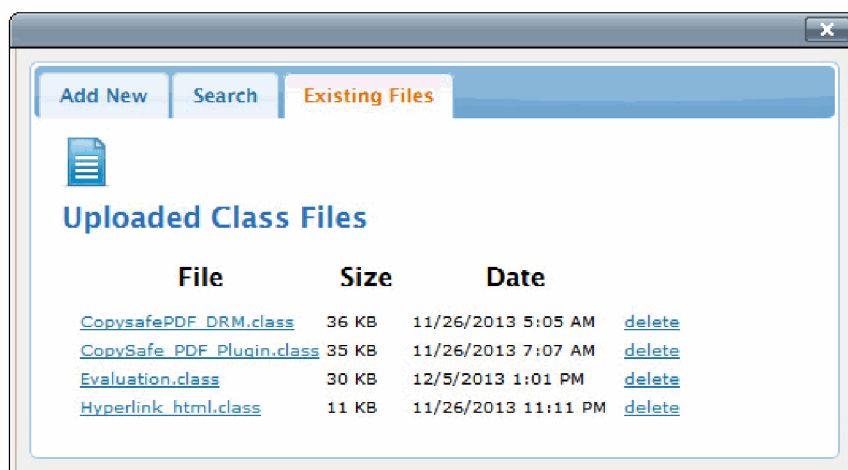 Add New Search Existing Files
Uploaded Class Files
File Size Date
CopysafePDF_DRM.class 36 KB 11/26/2013 5:05 AM delete
CopySafe_PDF_Plugin.class 35 KB 11/26/2013 7:07 AM delete
Evaluation.class 30 KB 12/5/2013 1:01 PM delete
Hyperlink_html.class 11 KB 11/26/2013 11:11 PM delete